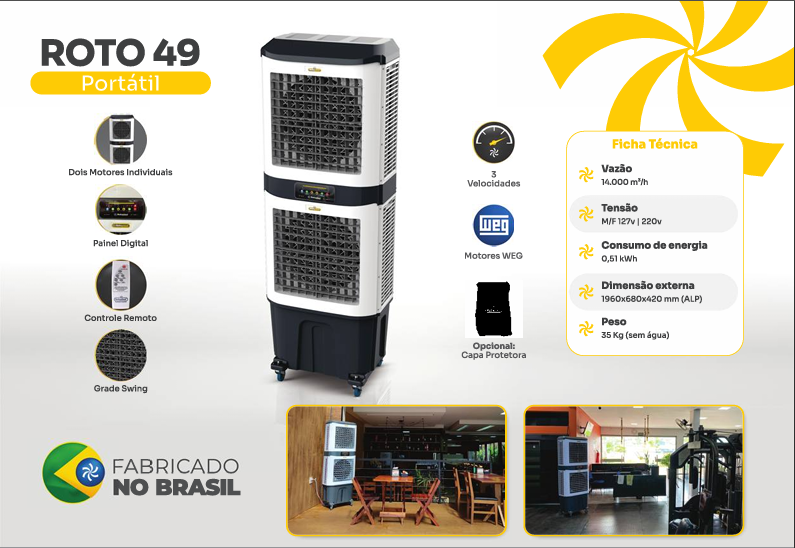 ROTO 49
Portátil
Dois Motores Individuais
Painel Digital
Controle Remoto
Grade Swing
3
Velocidades
WEG
Motores WEG
Opcional:
Capa Protetora
Ficha Técnica
Vazão
14.000 m³/h
Tensão
M/F 127v | 220v
Consumo de energia
0,51 kWh
Dimensão externa
1960x680x420 mm (ALP)
Peso
35 Kg (sem água)
FABRICADO
NO BRASIL